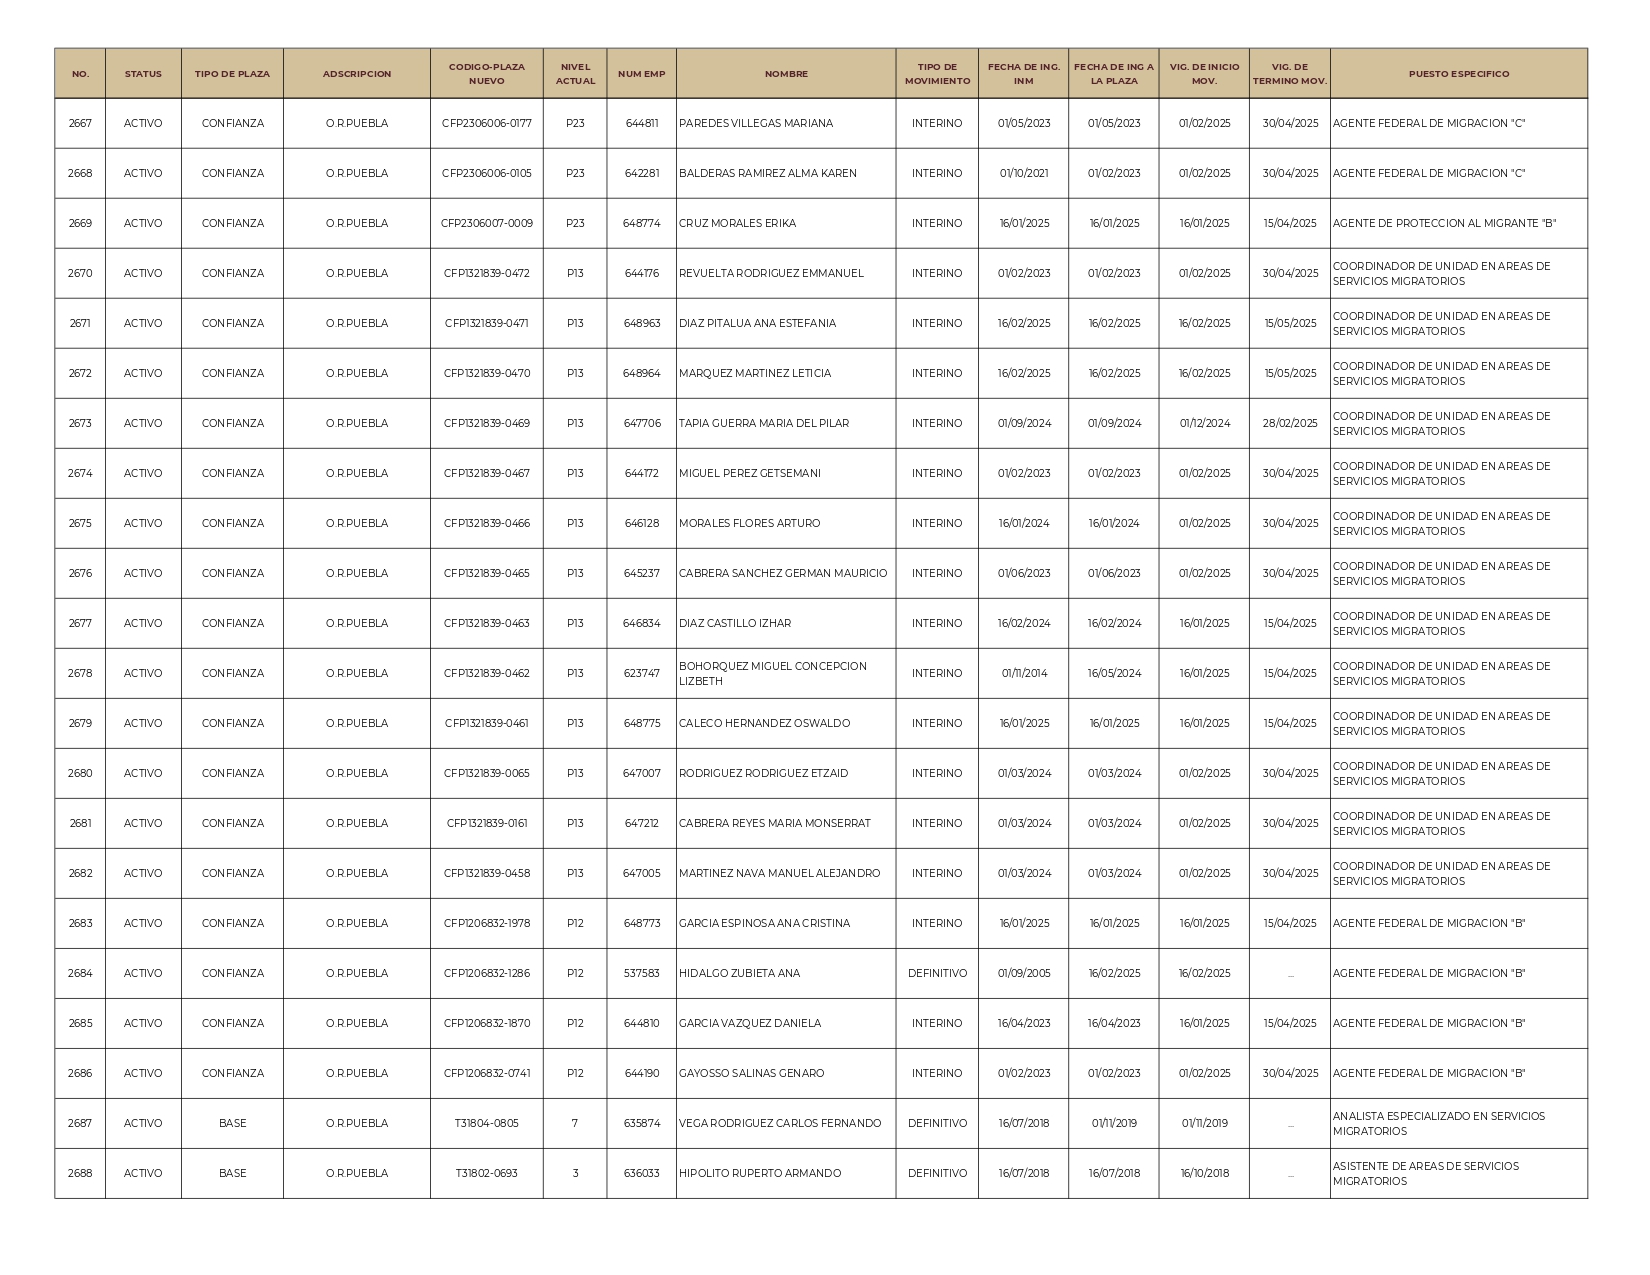 NO. STATUS TIPO DE PLAZA ADSCRIPCION CODIGO-PLAZA NUEVO NIVEL ACTUAL NUM EMP NOMBRE TIPO DE MOVIMIENTO FECHA DE ING. INM FECHA DE ING A LA PLAZA VIG. DE INICIO MOV. VIG. DE TERMINO MOV. PUESTO ESPECIFICO
2667 ACTIVO CONFIANZA O.R.PUEBLA CFP2306006-0177 P23 644811 PAREDES VILLEGAS MARIANA INTERINO 01/05/2023 01/05/2023 01/02/2025 30/04/2025 AGENTE FEDERAL DE MIGRACION "C"
2668 ACTIVO CONFIANZA O.R.PUEBLA CFP2306006-0105 P23 642281 BALDERAS RAMIREZ ALMA KAREN INTERINO 01/10/2021 01/02/2023 01/02/2025 30/04/2025 AGENTE FEDERAL DE MIGRACION "C"
2669 ACTIVO CONFIANZA O.R.PUEBLA CFP2306007-0009 P23 648774 CRUZ MORALES ERIKA INTERINO 16/01/2025 16/01/2025 16/01/2025 15/04/2025 AGENTE DE PROTECCION AL MIGRANTE "B"
2670 ACTIVO CONFIANZA O.R.PUEBLA CFP1321839-0472 P13 644176 REVUELTA RODRIGUEZ EMMANUEL INTERINO 01/02/2023 01/02/2023 01/02/2025 30/04/2025 COORDINADOR DE UNIDAD EN AREAS DE SERVICIOS MIGRATORIOS
2671 ACTIVO CONFIANZA O.R.PUEBLA CFP1321839-0471 P13 648963 DIAZ PITALUA ANA ESTEFANIA INTERINO 16/02/2025 16/02/2025 16/02/2025 15/05/2025 COORDINADOR DE UNIDAD EN AREAS DE SERVICIOS MIGRATORIOS
2672 ACTIVO CONFIANZA O.R.PUEBLA CFP1321839-0470 P13 648964 MARQUEZ MARTINEZ LETICIA INTERINO 16/02/2025 16/02/2025 16/02/2025 15/05/2025 COORDINADOR DE UNIDAD EN AREAS DE SERVICIOS MIGRATORIOS
2673 ACTIVO CONFIANZA O.R.PUEBLA CFP1321839-0469 P13 647706 TAPIA GUERRA MARIA DEL PILAR INTERINO 01/09/2024 01/09/2024 01/12/2024 28/02/2025 COORDINADOR DE UNIDAD EN AREAS DE SERVICIOS MIGRATORIOS
2674 ACTIVO CONFIANZA O.R.PUEBLA CFP1321839-0467 P13 644172 MIGUEL PEREZ GETSEMANI INTERINO 01/02/2023 01/02/2023 01/02/2025 30/04/2025 COORDINADOR DE UNIDAD EN AREAS DE SERVICIOS MIGRATORIOS
2675 ACTIVO CONFIANZA O.R.PUEBLA CFP1321839-0466 P13 646128 MORALES FLORES ARTURO INTERINO 16/01/2024 16/01/2024 01/02/2025 30/04/2025 COORDINADOR DE UNIDAD EN AREAS DE SERVICIOS MIGRATORIOS
2676 ACTIVO CONFIANZA O.R.PUEBLA CFP1321839-0465 P13 645237 CABRERA SANCHEZ GERMAN MAURICIO INTERINO 01/06/2023 01/06/2023 01/02/2025 30/04/2025 COORDINADOR DE UNIDAD EN AREAS DE SERVICIOS MIGRATORIOS
2677 ACTIVO CONFIANZA O.R.PUEBLA CFP1321839-0463 P13 646834 DIAZ CASTILLO IZHAR INTERINO 16/02/2024 16/02/2024 16/01/2025 15/04/2025 COORDINADOR DE UNIDAD EN AREAS DE SERVICIOS MIGRATORIOS
2678 ACTIVO CONFIANZA O.R.PUEBLA CFP1321839-0462 P13 623747 BOHORQUEZ MIGUEL CONCEPCION LIZBETH INTERINO 01/11/2014 16/05/2024 16/01/2025 15/04/2025 COORDINADOR DE UNIDAD EN AREAS DE SERVICIOS MIGRATORIOS
2679 ACTIVO CONFIANZA O.R.PUEBLA CFP1321839-0461 P13 648775 CALECO HERNANDEZ OSWALDO INTERINO 16/01/2025 16/01/2025 16/01/2025 15/04/2025 COORDINADOR DE UNIDAD EN AREAS DE SERVICIOS MIGRATORIOS
2680 ACTIVO CONFIANZA O.R.PUEBLA CFP1321839-0065 P13 647007 RODRIGUEZ RODRIGUEZ ETZAID INTERINO 01/03/2024 01/03/2024 01/02/2025 30/04/2025 COORDINADOR DE UNIDAD EN AREAS DE SERVICIOS MIGRATORIOS
2681 ACTIVO CONFIANZA O.R.PUEBLA CFP1321839-0161 P13 647212 CABRERA REYES MARIA MONSERRAT INTERINO 01/03/2024 01/03/2024 01/02/2025 30/04/2025 COORDINADOR DE UNIDAD EN AREAS DE SERVICIOS MIGRATORIOS
2682 ACTIVO CONFIANZA O.R.PUEBLA CFP1321839-0458 P13 647005 MARTINEZ NAVA MANUEL ALEJANDRO INTERINO 01/03/2024 01/03/2024 01/02/2025 30/04/2025 COORDINADOR DE UNIDAD EN AREAS DE SERVICIOS MIGRATORIOS
2683 ACTIVO CONFIANZA O.R.PUEBLA CFP1206832-1978 P12 648773 GARCIA ESPINOSA ANA CRISTINA INTERINO 16/01/2025 16/01/2025 16/01/2025 15/04/2025 AGENTE FEDERAL DE MIGRACION "B"
2684 ACTIVO CONFIANZA O.R.PUEBLA CFP1206832-1286 P12 537583 HIDALGO ZUBIETA ANA DEFINITIVO 01/09/2005 16/02/2025 16/02/2025 ... AGENTE FEDERAL DE MIGRACION "B"
2685 ACTIVO CONFIANZA O.R.PUEBLA CFP1206832-1870 P12 644810 GARCIA VAZQUEZ DANIELA INTERINO 16/04/2023 16/04/2023 16/01/2025 15/04/2025 AGENTE FEDERAL DE MIGRACION "B"
2686 ACTIVO CONFIANZA O.R.PUEBLA CFP1206832-0741 P12 644190 GAYOSSO SALINAS GENARO INTERINO 01/02/2023 01/02/2023 01/02/2025 30/04/2025 AGENTE FEDERAL DE MIGRACION "B"
2687 ACTIVO BASE O.R.PUEBLA T31804-0805 7 635874 VEGA RODRIGUEZ CARLOS FERNANDO DEFINITIVO 16/07/2018 01/11/2019 01/11/2019 ... ANALISTA ESPECIALIZADO EN SERVICIOS MIGRATORIOS
2688 ACTIVO BASE O.R.PUEBLA T31802-0693 3 636033 HIPOLITO RUPERTO ARMANDO DEFINITIVO 16/07/2018 16/07/2018 16/10/2018 ... ASISTENTE DE AREAS DE SERVICIOS MIGRATORIOS